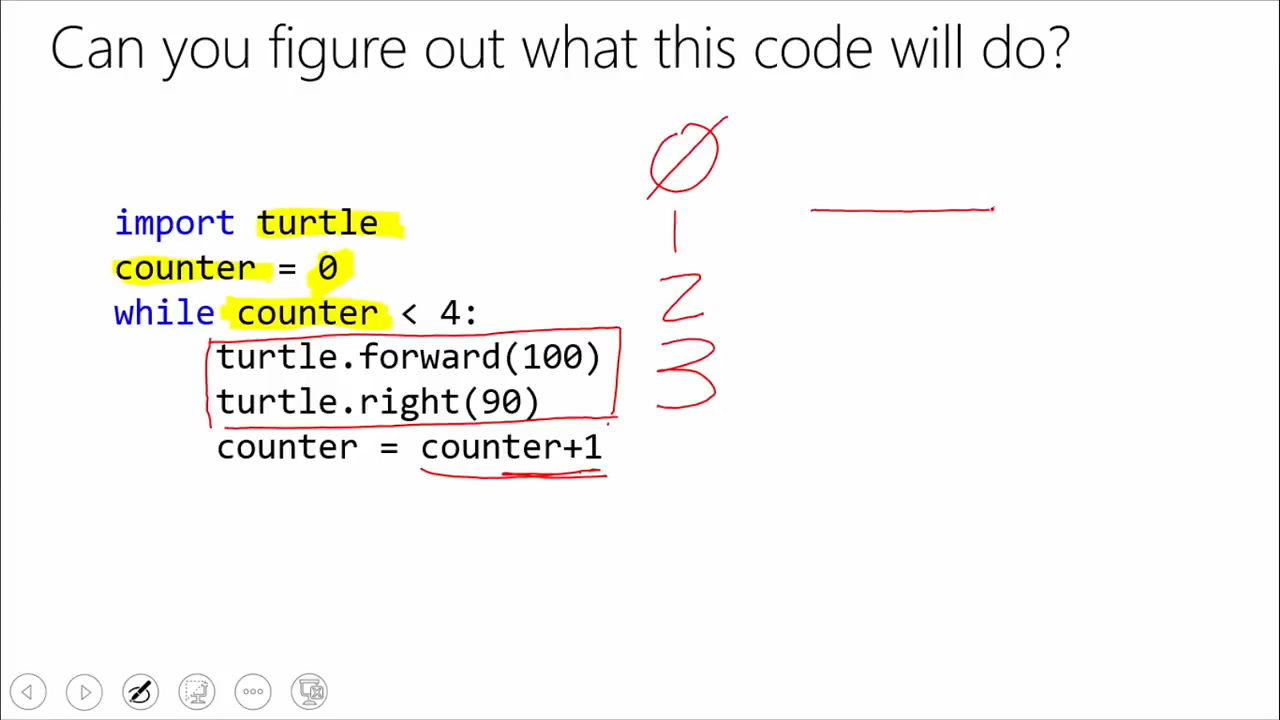 Can you figure out what this code will do?
0
import turtle
1
counter = 0
2
while counter < 4:
turtle.forward(100)
3
turtle.right(90)
counter = counter+1